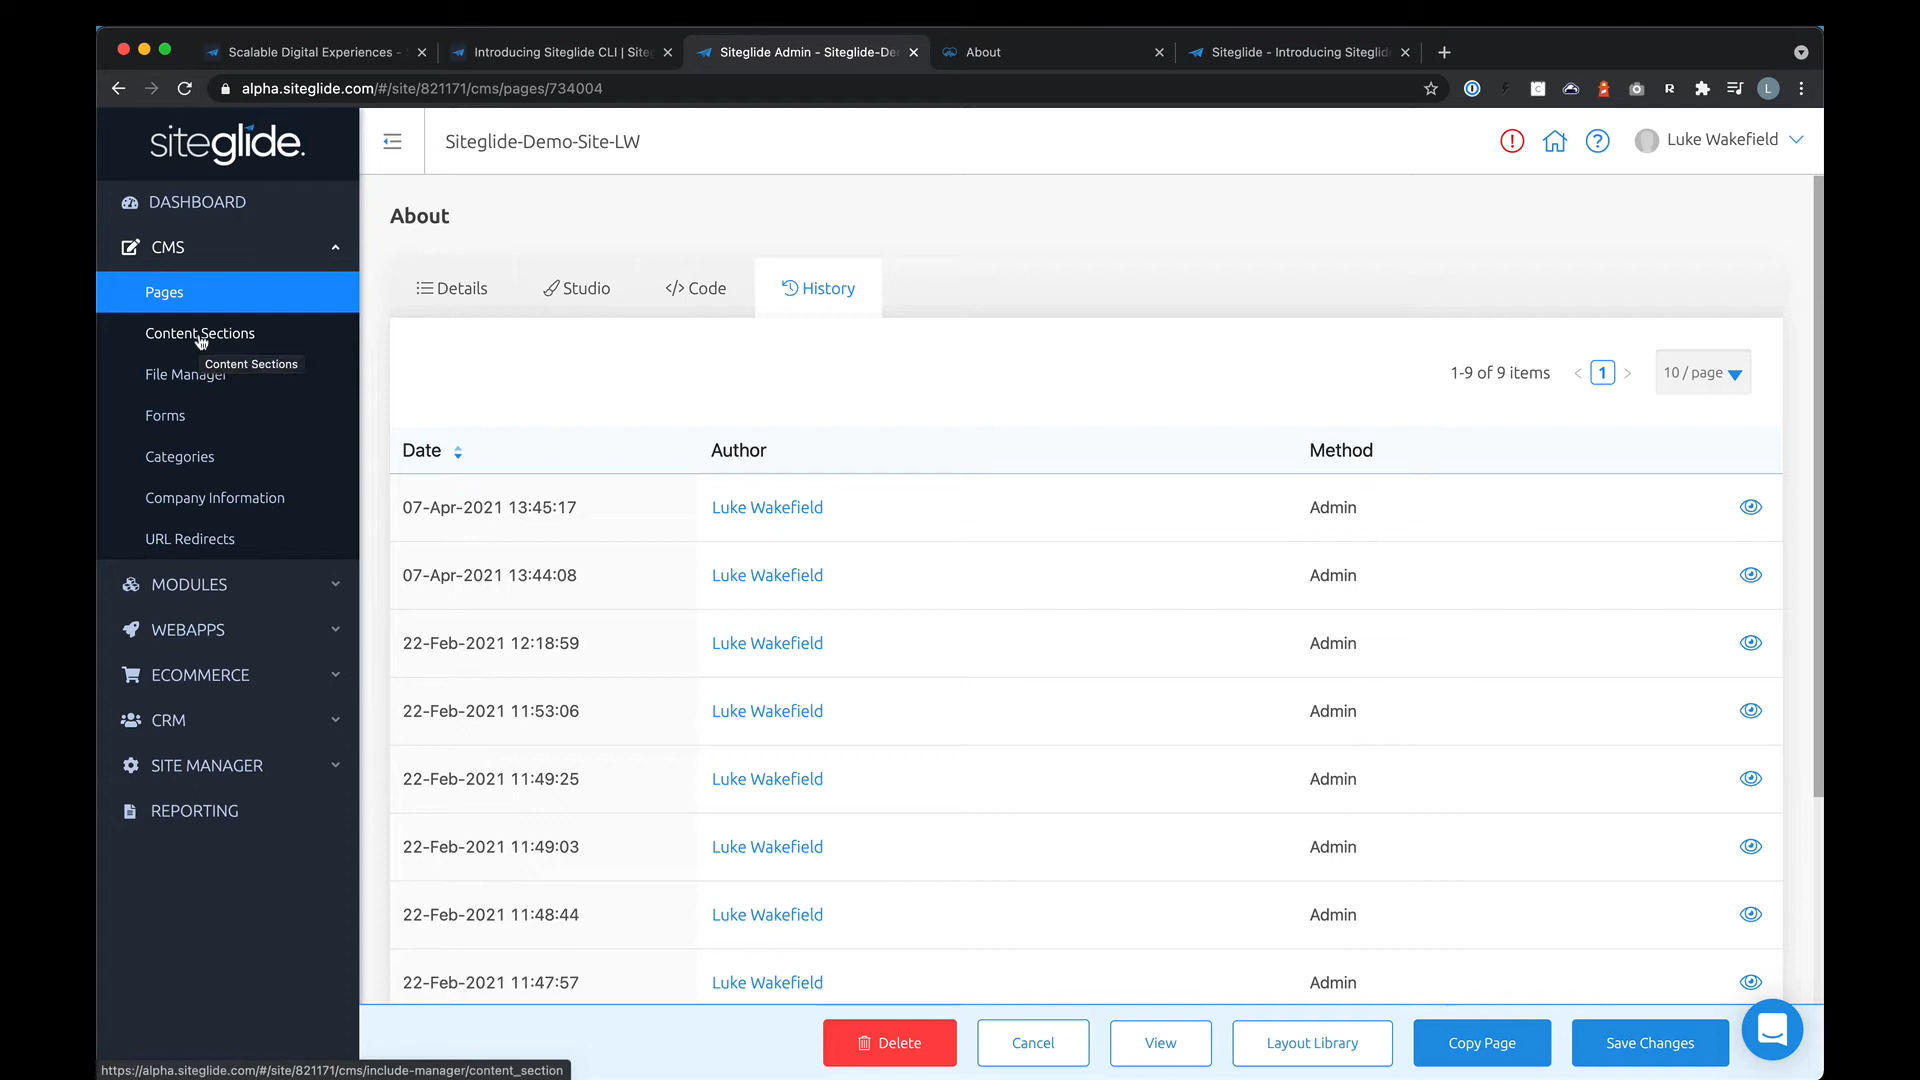 Scalable Digital Experiences -
Introducing Siteglide CLI | Site
Siteglide Admin - Siteglide-De
About
Siteglide - Introducing Siteglid
alpha.siteglide.com/#/site/821171/cms/pages/734004
L
siteglide.
Siteglide-Demo-Site-LW
Luke Wakefield
DASHBOARD
CMS
Pages
Content Sections
Content Sections
File Manager
Forms
Categories
Company Information
URL Redirects
MODULES
WEBAPPS
ECOMMERCE
CRM
SITE MANAGER
REPORTING
About
Details
Studio
</> Code
History
1-9 of 9 items
< 1 >
10 / page
Date
Author
Method
07-Apr-2021 13:45:17 Luke Wakefield Admin
07-Apr-2021 13:44:08 Luke Wakefield Admin
22-Feb-2021 12:18:59 Luke Wakefield Admin
22-Feb-2021 11:53:06 Luke Wakefield Admin
22-Feb-2021 11:49:25 Luke Wakefield Admin
22-Feb-2021 11:49:03 Luke Wakefield Admin
22-Feb-2021 11:48:44 Luke Wakefield Admin
22-Feb-2021 11:47:57 Luke Wakefield Admin
Delete
Cancel
View
Layout Library
Copy Page
Save Changes
https://alpha.siteglide.com/#/site/821171/cms/include-manager/content_section